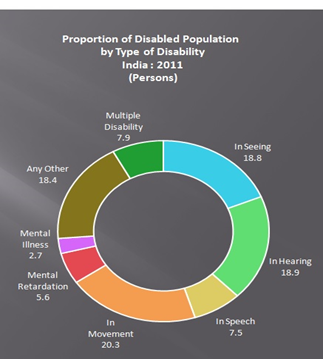 Proportion of Disabled Population
by Type of Disability
India : 2011
(Persons)
Multiple
Disability
7.9
In Seeing
18.8
Any Other
18.4
Mental
Illness
2.7
In Hearing
18.9
Mental
Retardation
5.6
In Speech
7.5
In
Movement
20.3